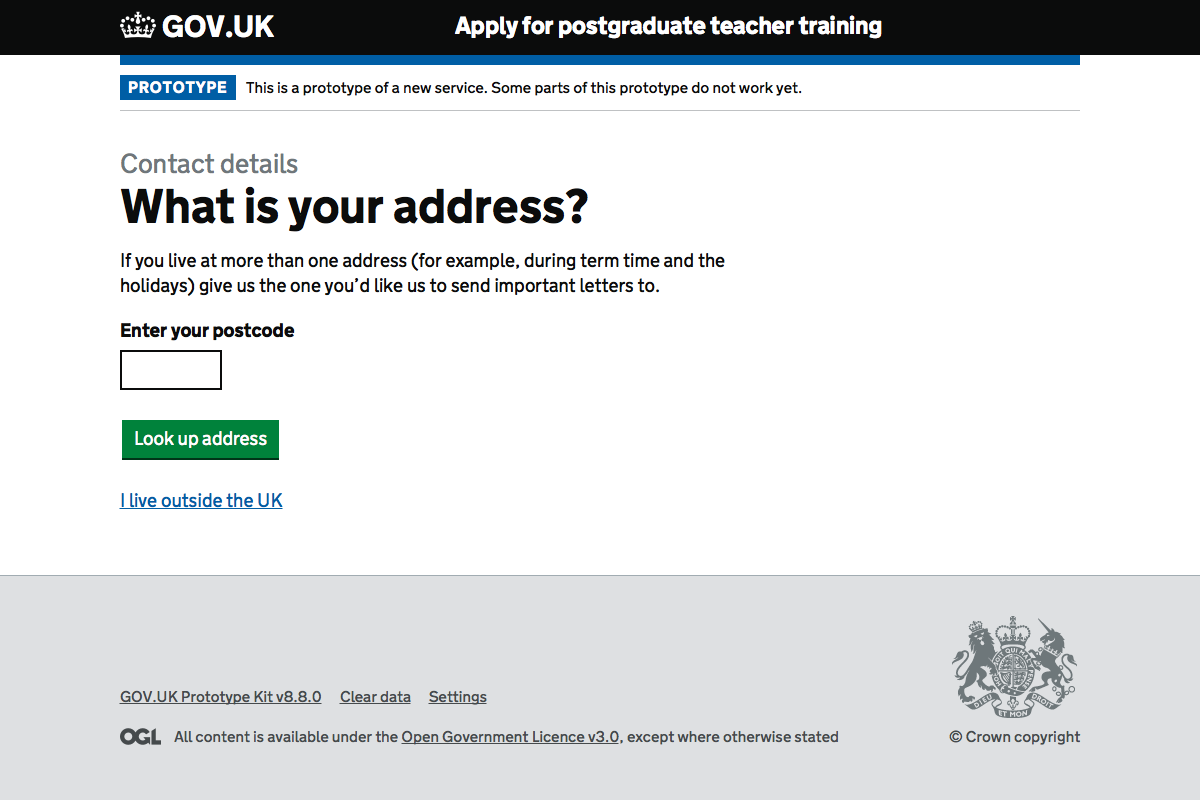 GOV.UK
Apply for postgraduate teacher training
PROTOTYPE
This is a prototype of a new service. Some parts of this prototype do not work yet.
Contact details
What is your address?
If you live at more than one address (for example, during term time and the
holidays) give us the one you’d like us to send important letters to.
Enter your postcode
Look up address
I live outside the UK
GOV.UK Prototype Kit v8.8.0
Clear data
Settings
OGL
All content is available under the Open Government Licence v3.0, except where otherwise stated
DIEU ET MON DROIT
© Crown copyright